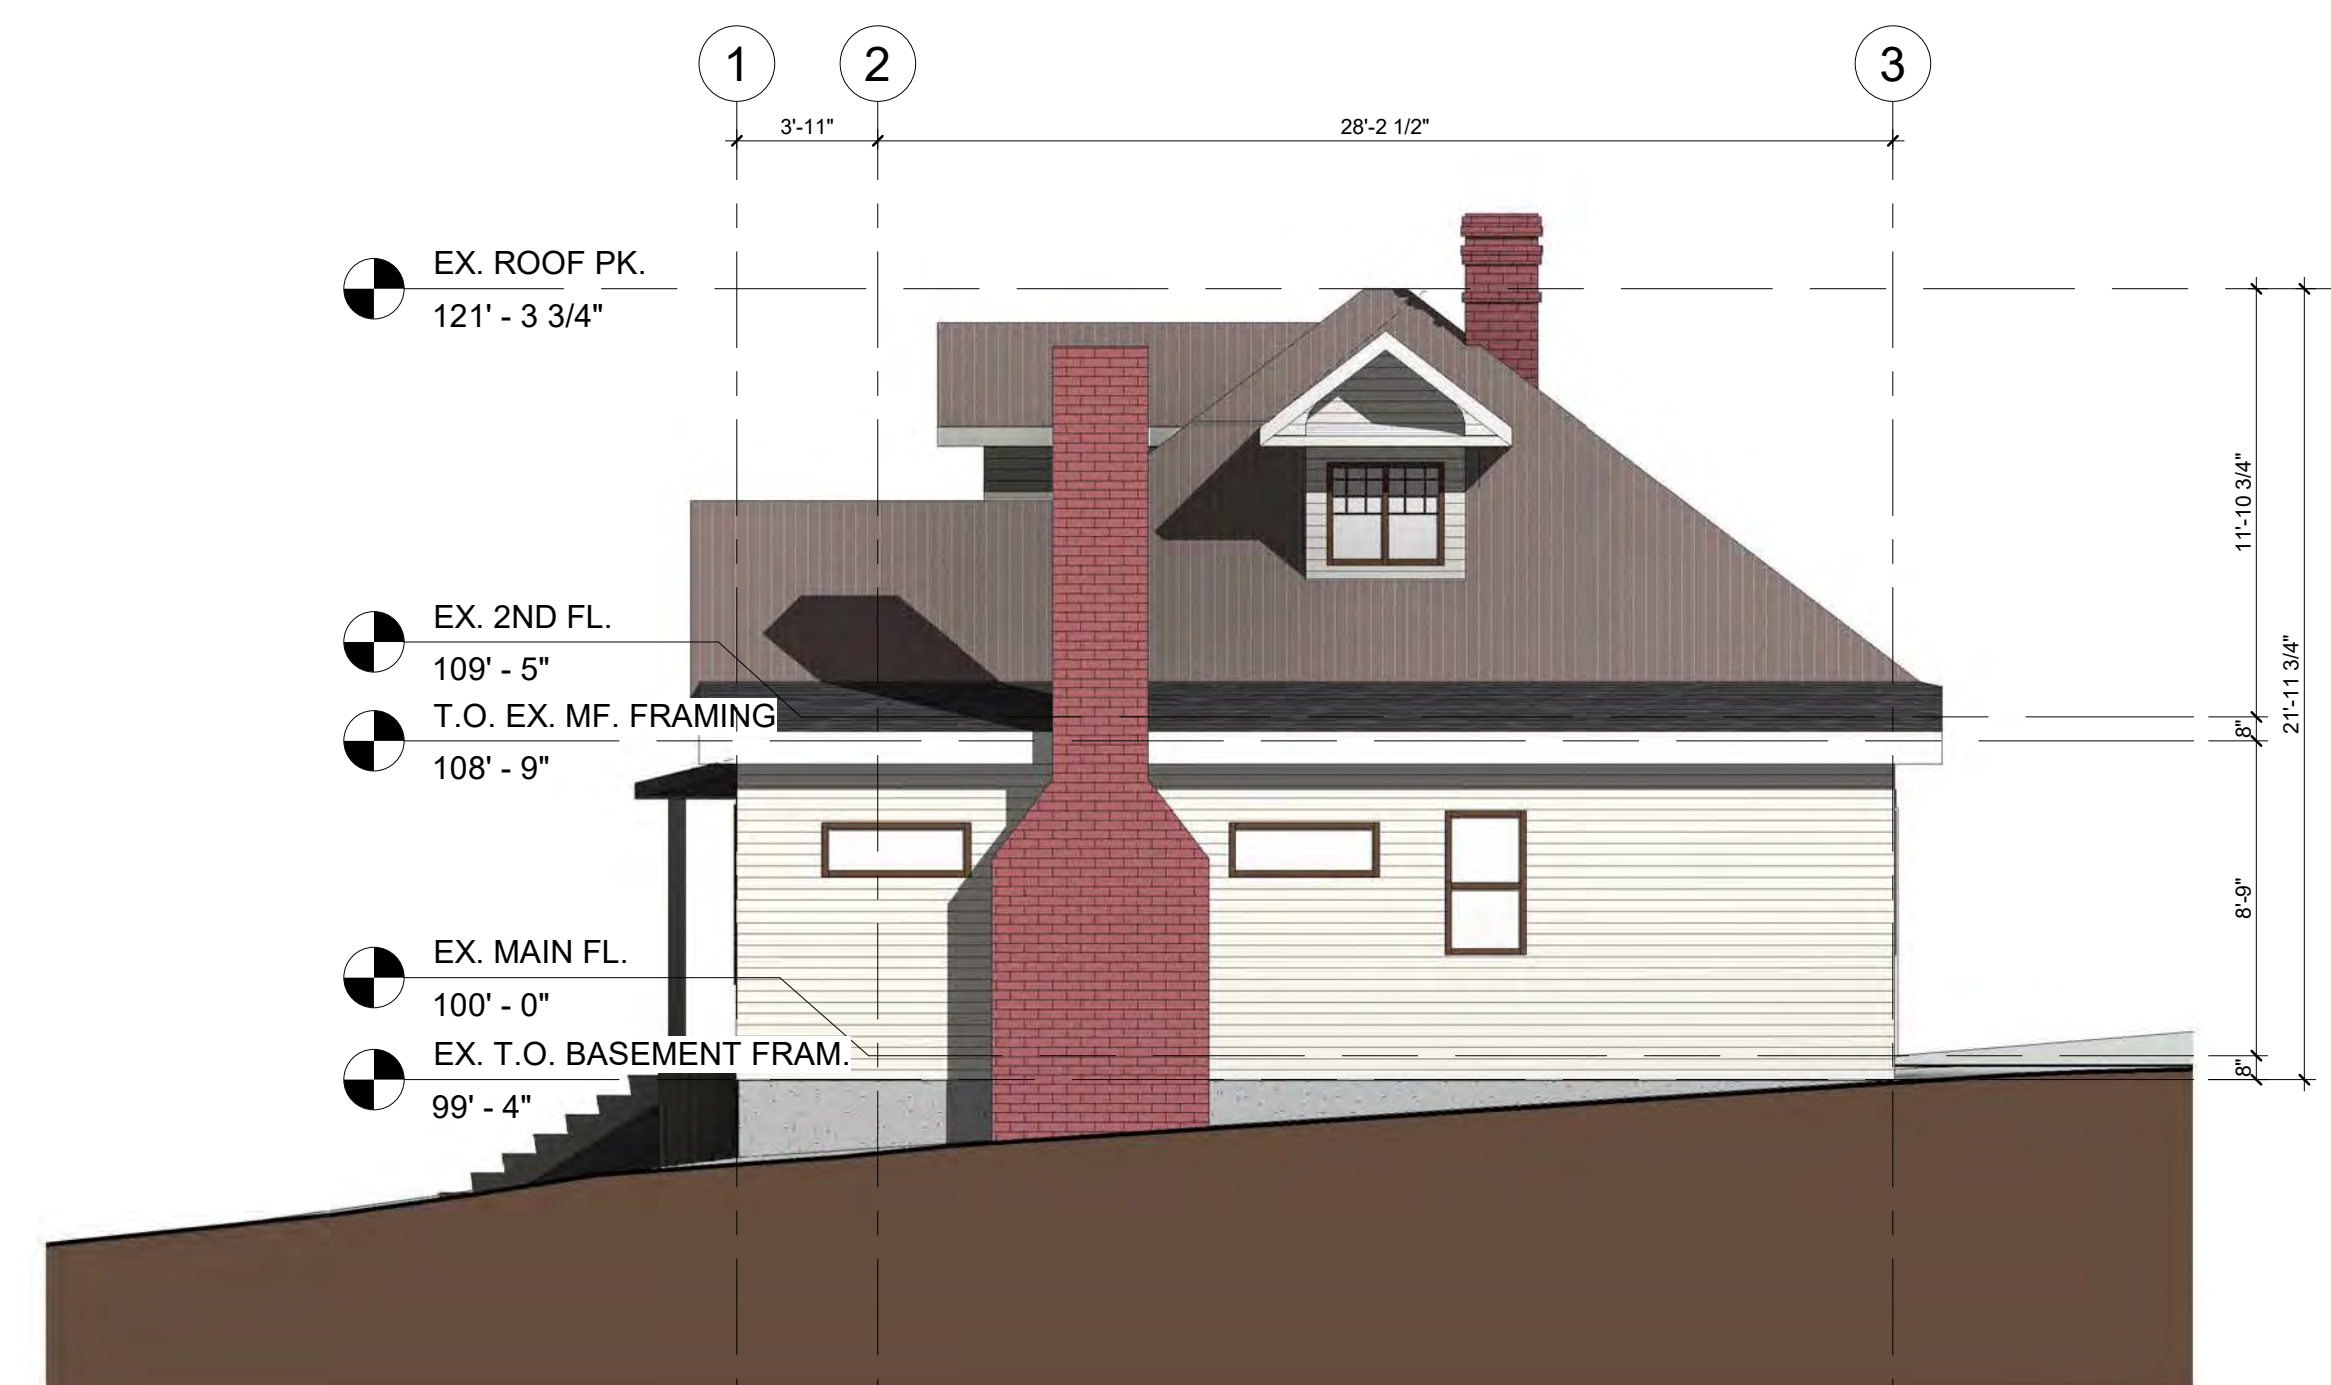 1
2
3
3'-11"
28'-2 1/2"
EX. ROOF PK.
121' - 3 3/4"
11'-10 3/4"
EX. 2ND FL.
109' - 5"
21'-11 3/4"
T.O. EX. MF. FRAMING
8"
108' - 9"
8'-9"
EX. MAIN FL.
100' - 0"
EX. T.O. BASEMENT FRAM.
8"
99' - 4"